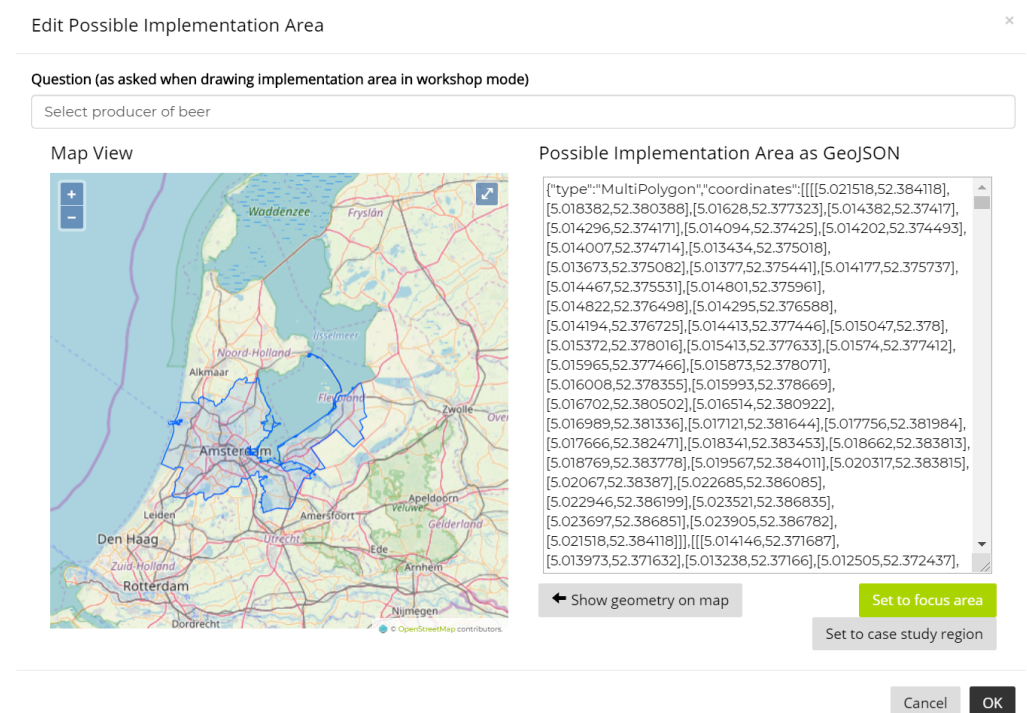 Edit Possible Implementation Area
×
Question (as asked when drawing implementation area in workshop mode)
Select producer of beer
Map View
Possible Implementation Area as GeoJSON
+
−
Waddenzee
Fryslân
IJsselmeer
Noord-Holland
Alkmaar
Flevoland
Zwolle
Over
Amsterdam
Leiden
Amersfoort
Apeldoorn
Veluwe
Gelderland
Den Haag
Utrecht
Ede
Zuid-Holland
Arnhem
Rotterdam
Nijmegen
Dordrecht
© OpenStreetMap contributors.
{"type":"MultiPolygon","coordinates":[[[[5.021518,52.384118],
[5.018382,52.380388],[5.01628,52.377323],[5.014382,52.37417],
[5.014296,52.374171],[5.014094,52.37425],[5.014202,52.374493],
[5.014007,52.374714],[5.013434,52.375018],
[5.013673,52.375082],[5.01377,52.375441],[5.014177,52.375737],
[5.014467,52.375531],[5.014801,52.375961],
[5.014822,52.376498],[5.014295,52.376588],
[5.014194,52.376725],[5.014413,52.377446],[5.015047,52.378],
[5.015372,52.378016],[5.015413,52.377633],[5.01574,52.377412],
[5.015965,52.377466],[5.015873,52.378071],
[5.016008,52.378355],[5.015993,52.378669],
[5.016702,52.380502],[5.016514,52.380922],
[5.016989,52.381336],[5.017121,52.381644],[5.017756,52.381984],
[5.017666,52.382471],[5.018341,52.383453],[5.018662,52.383813],
[5.018769,52.383778],[5.019567,52.384011],[5.020317,52.383815],
[5.02067,52.38387],[5.022685,52.386085],
[5.022946,52.386199],[5.023521,52.386835],
[5.023697,52.386851],[5.023905,52.386782],
[5.021518,52.384118]]],[[[5.014146,52.371687],
[5.013973,52.371632],[5.013238,52.37166],[5.012505,52.372437],
Show geometry on map
Set to focus area
Set to case study region
Cancel
OK